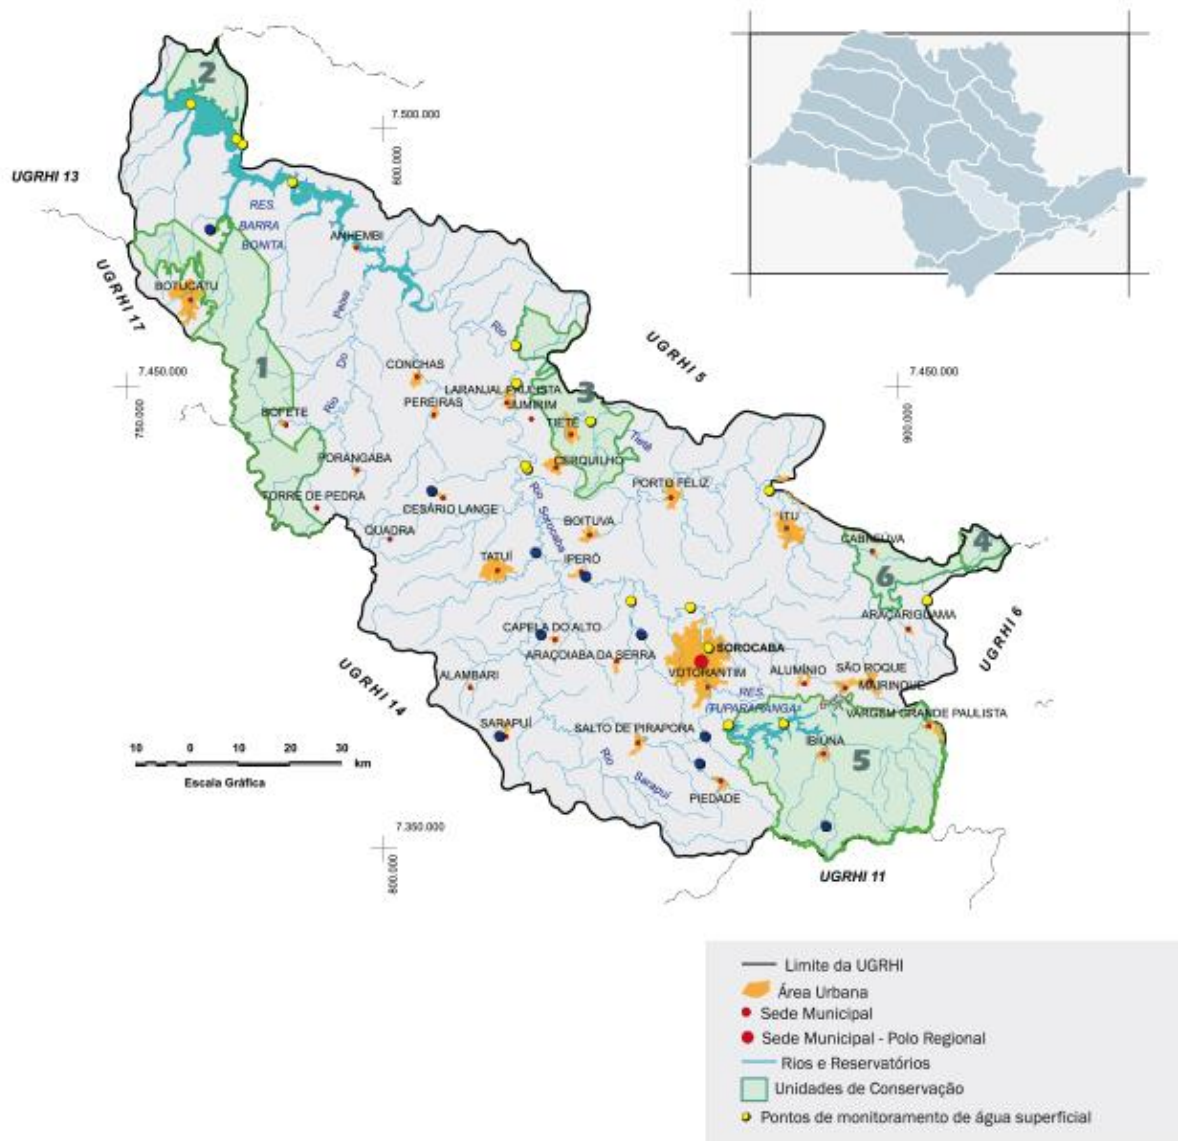 2
7.500.000
600.000
UGRHI 13
RES.
BARRA
BONITA
ANHEMBI
UGRHI 17
BOTUCATU
Peixe
Do
Rio
Rio
UGRHI 5
7.450.000
750.000
1
CONCHAS
LARANJAL PAULISTA
3
7.450.000
900.000
PEREIRAS
JUMIRIM
BOFETE
TIETÊ
Tietê
PORANGABA
CERQUILHO
PORTO FELIZ
TORRE DE PEDRA
CESÁRIO LANGE
Rio Sorocaba
ITU
QUADRA
BOITUVA
CABREÚVA
4
TATUÍ
IPERÓ
6
ARAÇARIGUAMA
UGRHI 6
CAPELA DO ALTO
ARAÇOIABA DA SERRA
SOROCABA
UGRHI 14
ALAMBARI
VOTORANTIM
ALUMÍNIO
SÃO ROQUE
MAIRINQUE
RES.
ITUPARARANGA
VARGEM GRANDE PAULISTA
SARAPUÍ
SALTO DE PIRAPORA
IBIÚNA
5
10 0 10 20 30
km
Escala Gráfica
Rio Sarapuí
PIEDADE
7.350.000
800.000
UGRHI 11
Limite da UGRHI
Área Urbana
Sede Municipal
Sede Municipal - Polo Regional
Rios e Reservatórios
Unidades de Conservação
Pontos de monitoramento de água superficial